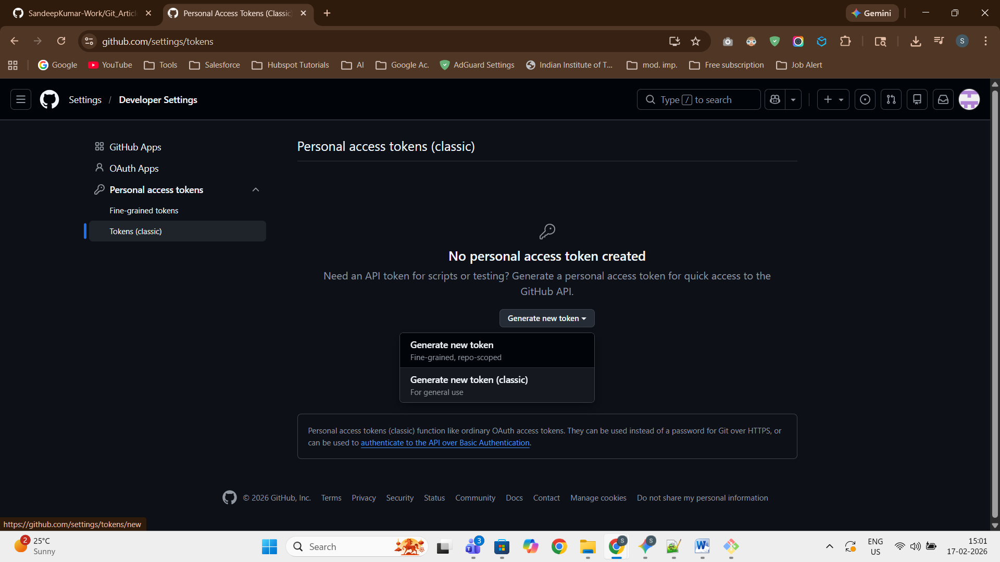 SandeepKumar-Work/Git_Articl
Personal Access Tokens (Classic
Gemini
github.com/settings/tokens
S
Google
YouTube
Tools
Salesforce
Hubspot Tutorials
AI
Google Ac.
AdGuard Settings
Indian Institute of T...
mod. imp.
Free subscription
Job Alert
Settings / Developer Settings
Type / to search
GitHub Apps
OAuth Apps
Personal access tokens
Fine-grained tokens
Tokens (classic)
Personal access tokens (classic)
No personal access token created
Need an API token for scripts or testing? Generate a personal access token for quick access to the
GitHub API.
Generate new token
Generate new token
Fine-grained, repo-scoped
Generate new token (classic)
For general use
Personal access tokens (classic) function like ordinary OAuth access tokens. They can be used instead of a password for Git over HTTPS, or
can be used to authenticate to the API over Basic Authentication.
© 2026 GitHub, Inc.
Terms
Privacy
Security
Status
Community
Docs
Contact
Manage cookies
Do not share my personal information
https://github.com/settings/tokens/new
2
25°C
Sunny
Search
3
S
S
ENG
US
15:01
17-02-2026